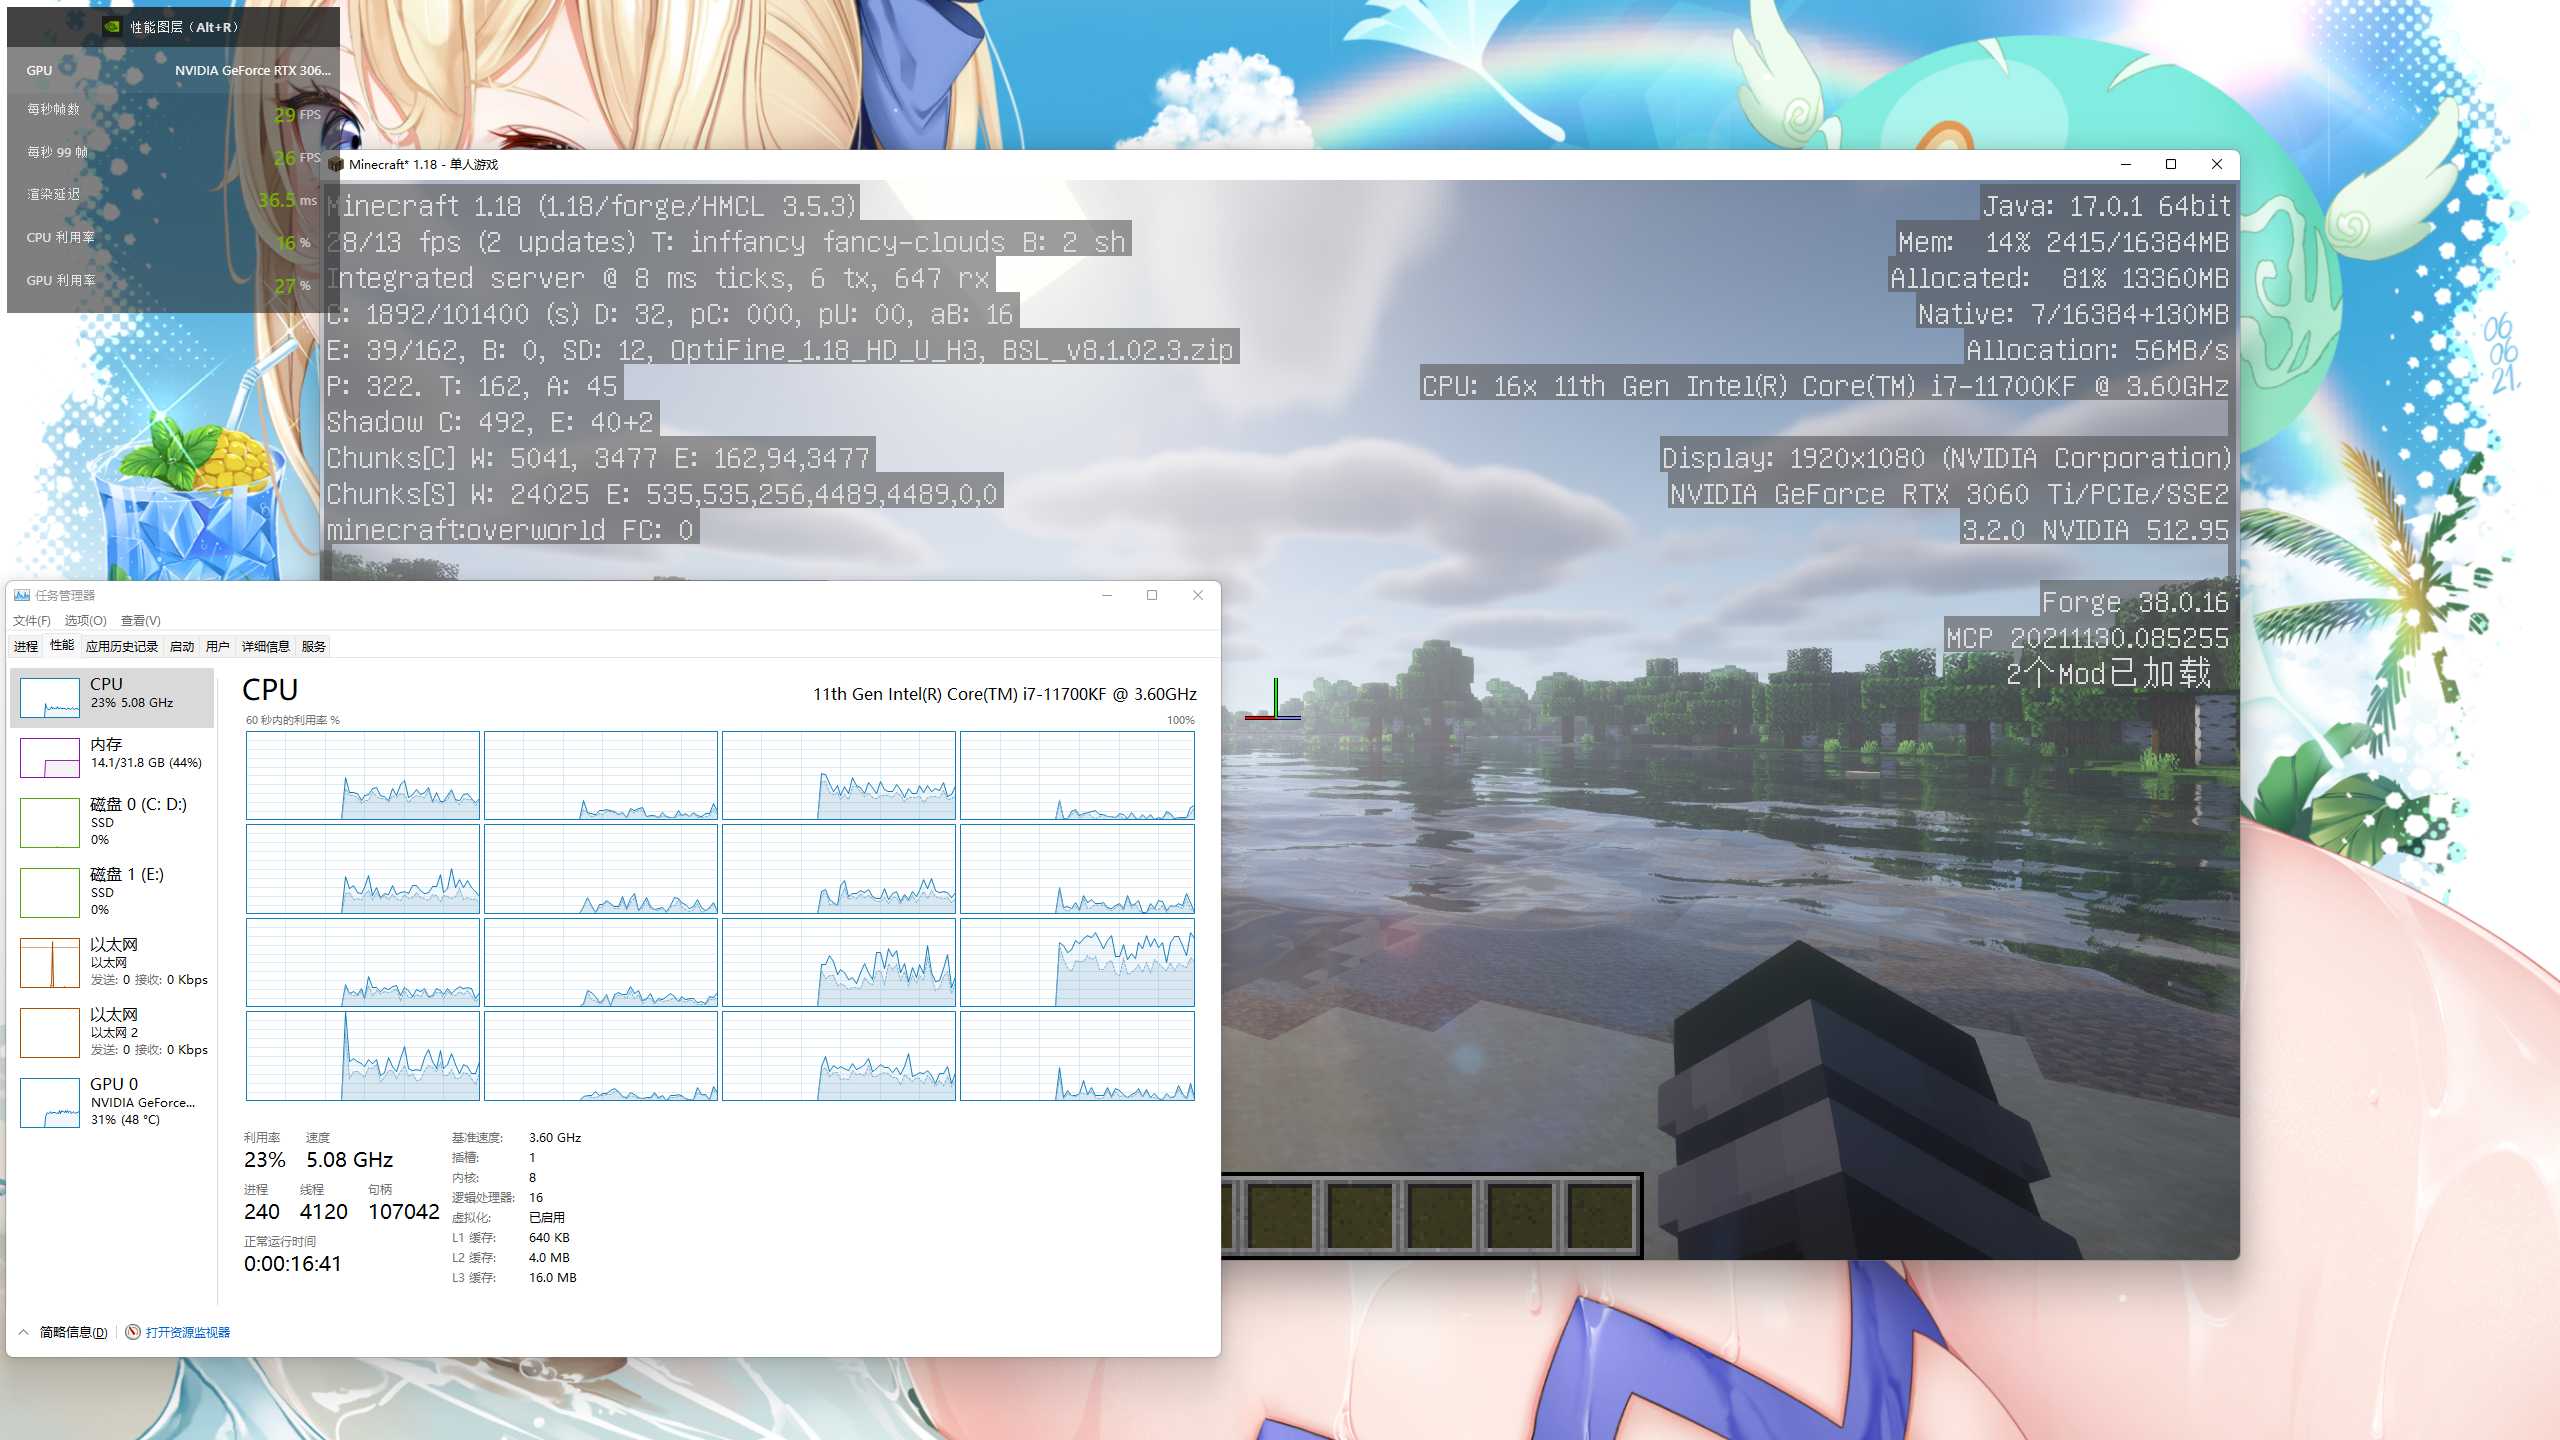 性能图层（Alt+R）
GPU NVIDIA GeForce RTX 306...
每秒帧数 29 FPS
每秒 99 帧 26 FPS
渲染延迟 36.5 ms
CPU 利用率 16 %
GPU 利用率 27 %
Minecraft* 1.18 - 单人游戏
Minecraft 1.18 (1.18/forge/HMCL 3.5.3)
28/13 fps (2 updates) T: inffancy fancy-clouds B: 2 sh
Integrated server @ 8 ms ticks, 6 tx, 647 rx
C: 1892/101400 (s) D: 32, pC: 000, pU: 00, aB: 16
E: 39/162, B: 0, SD: 12, OptiFine_1.18_HD_U_H3, BSL_v8.1.02.3.zip
P: 322. T: 162, A: 45
Shadow C: 492, E: 40+2
Chunks[C] W: 5041, 3477 E: 162,94,3477
Chunks[S] W: 24025 E: 535,535,256,4489,4489,0,0
minecraft:overworld FC: 0
Java: 17.0.1 64bit
Mem: 14% 2415/16384MB
Allocated: 81% 13360MB
Native: 7/16384+130MB
Allocation: 56MB/s
CPU: 16x 11th Gen Intel(R) Core(TM) i7-11700KF @ 3.60GHz
Display: 1920x1080 (NVIDIA Corporation)
NVIDIA GeForce RTX 3060 Ti/PCIe/SSE2
3.2.0 NVIDIA 512.95
Forge 38.0.16
MCP 20211130.085255
2个Mod已加载
06
06
21.
任务管理器
文件(F) 选项(O) 查看(V)
进程 性能 应用历史记录 启动 用户 详细信息 服务
CPU
23% 5.08 GHz
内存
14.1/31.8 GB (44%)
磁盘 0 (C: D:)
SSD
0%
磁盘 1 (E:)
SSD
0%
以太网
以太网
发送: 0 接收: 0 Kbps
以太网
以太网 2
发送: 0 接收: 0 Kbps
GPU 0
NVIDIA GeForce...
31% (48 °C)
CPU 11th Gen Intel(R) Core(TM) i7-11700KF @ 3.60GHz
60 秒内的利用率 % 100%
利用率 速度
23% 5.08 GHz
进程 线程 句柄
240 4120 107042
正常运行时间
0:00:16:41
基准速度: 3.60 GHz
插槽: 1
内核: 8
逻辑处理器: 16
虚拟化: 已启用
L1 缓存: 640 KB
L2 缓存: 4.0 MB
L3 缓存: 16.0 MB
简略信息(D) 打开资源监视器